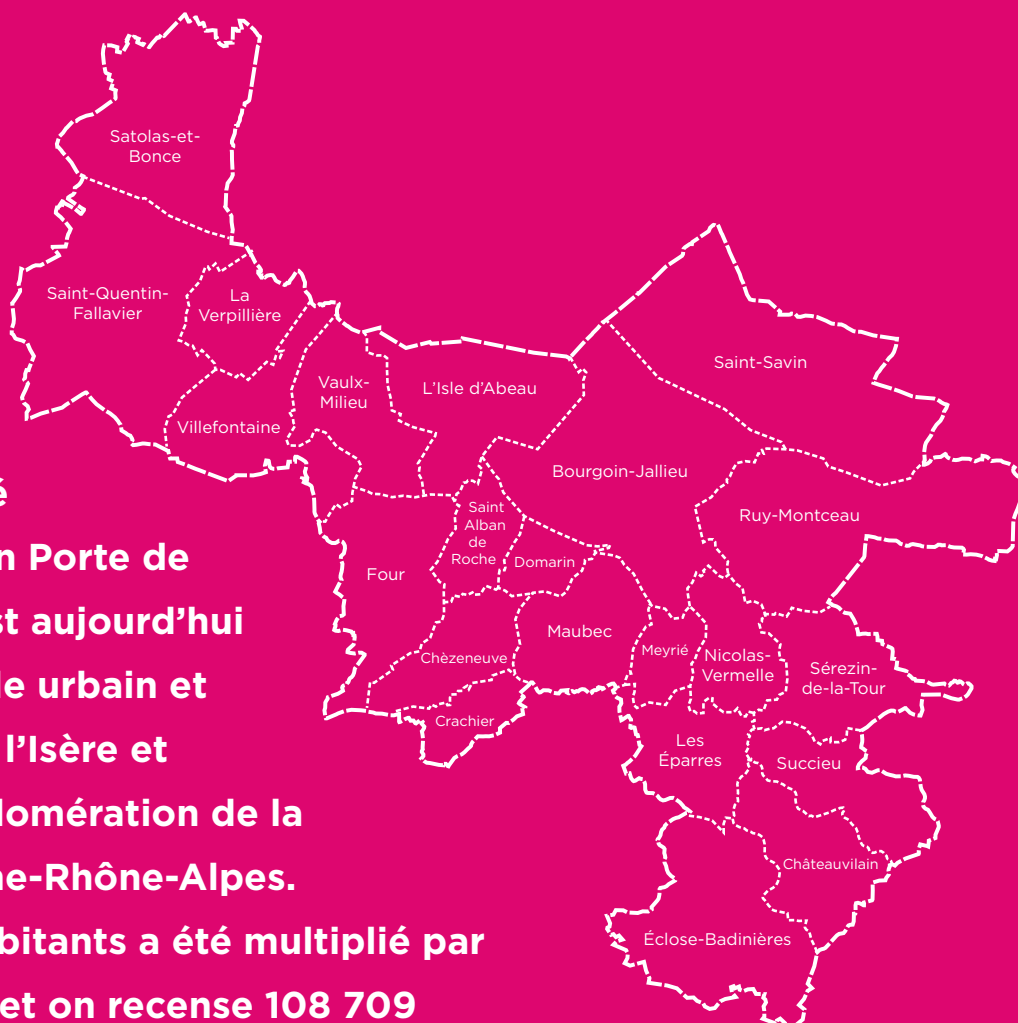 Satolas-et-
Bonce
Saint-Quentin-
Fallavier
La
Verpillière
Vaulx-
Milieu
L'Isle d'Abeau
Saint-Savin
Villefontaine
Bourgoin-Jallieu
Ruy-Montceau
Saint
Alban
de
Roche
Domarin
Four
Maubec
Chèzeneuve
Meyrié
Nicolas-
Vermelle
Sérezin-
de-la-Tour
Crachier
Les
Éparres
Succieu
Châteauvilain
Éclose-Badinières
é
n Porte de
st aujourd’hui
le urbain et
l’Isère et
lomération de la
ne-Rhône-Alpes.
bitants a été multiplié par
et on recense 108 709